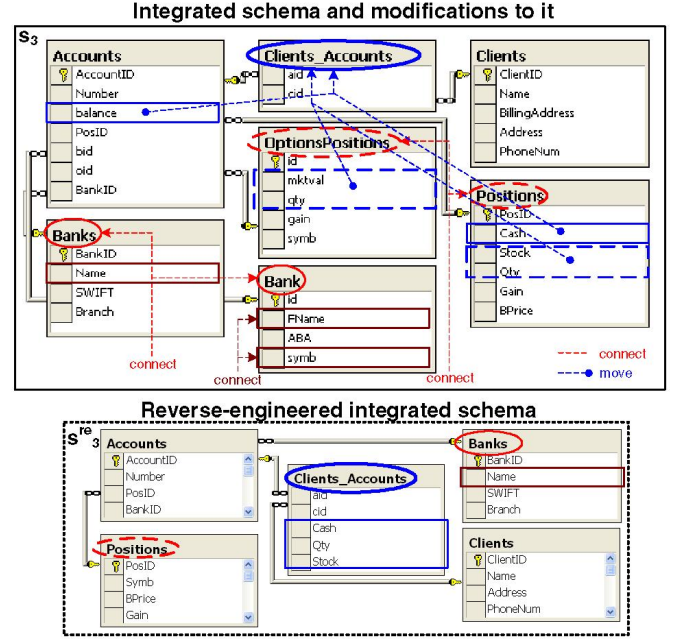 Integrated schema and modifications to it
S3
Accounts
AccountID
Number
balance
PosID
bid
oid
BankID
Clients_Accounts
aid
cid
Clients
ClientID
Name
BillingAddress
Address
PhoneNum
OptionsPositions
id
mktval
qty
gain
symb
Positions
PosID
Cash
Stock
Qty
Gain
BPrice
Banks
BankID
Name
SWIFT
Branch
Bank
id
FName
ABA
symb
connect
connect
connect
connect
move
Reverse-engineered integrated schema
S re 3
Accounts
AccountID
Number
PosID
BankID
Clients_Accounts
aid
cid
Cash
Qty
Stock
Banks
BankID
Name
SWIFT
Branch
Positions
PosID
Symb
BPrice
Gain
Clients
ClientID
Name
Address
PhoneNum